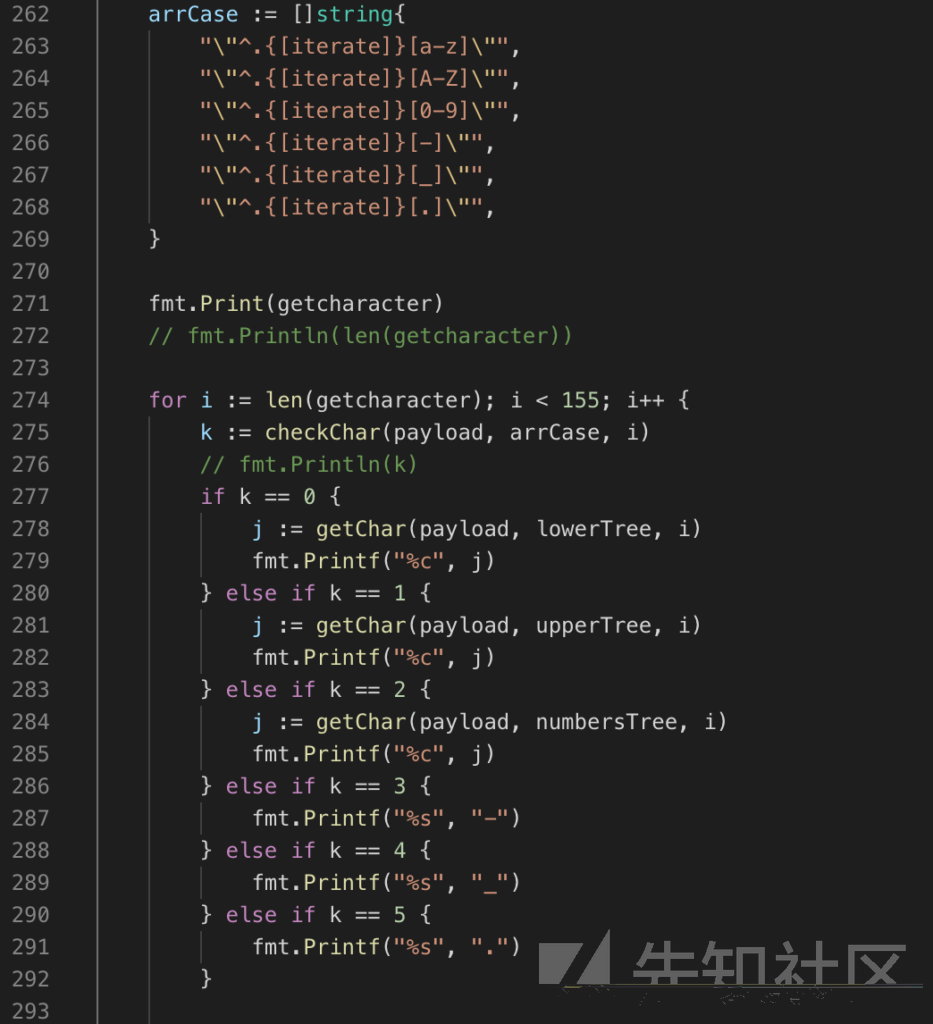 262 arrCase := []string{
263 "\"^.{[iterate]}[a-z]\"",
264 "\"^.{[iterate]}[A-Z]\"",
265 "\"^.{[iterate]}[0-9]\"",
266 "\"^.{[iterate]}[-]\"",
267 "\"^.{[iterate]}[_]\"",
268 "\"^.{[iterate]}[.]\"",
269 }
270
271 fmt.Print(getcharacter)
272 // fmt.Println(len(getcharacter))
273
274 for i := len(getcharacter); i < 155; i++ {
275 k := checkChar(payload, arrCase, i)
276 // fmt.Println(k)
277 if k == 0 {
278 j := getChar(payload, lowerTree, i)
279 fmt.Printf("%c", j)
280 } else if k == 1 {
281 j := getChar(payload, upperTree, i)
282 fmt.Printf("%c", j)
283 } else if k == 2 {
284 j := getChar(payload, numbersTree, i)
285 fmt.Printf("%c", j)
286 } else if k == 3 {
287 fmt.Printf("%s", "-")
288 } else if k == 4 {
289 fmt.Printf("%s", "_")
290 } else if k == 5 {
291 fmt.Printf("%s", ".")
292 }
293
先知社区